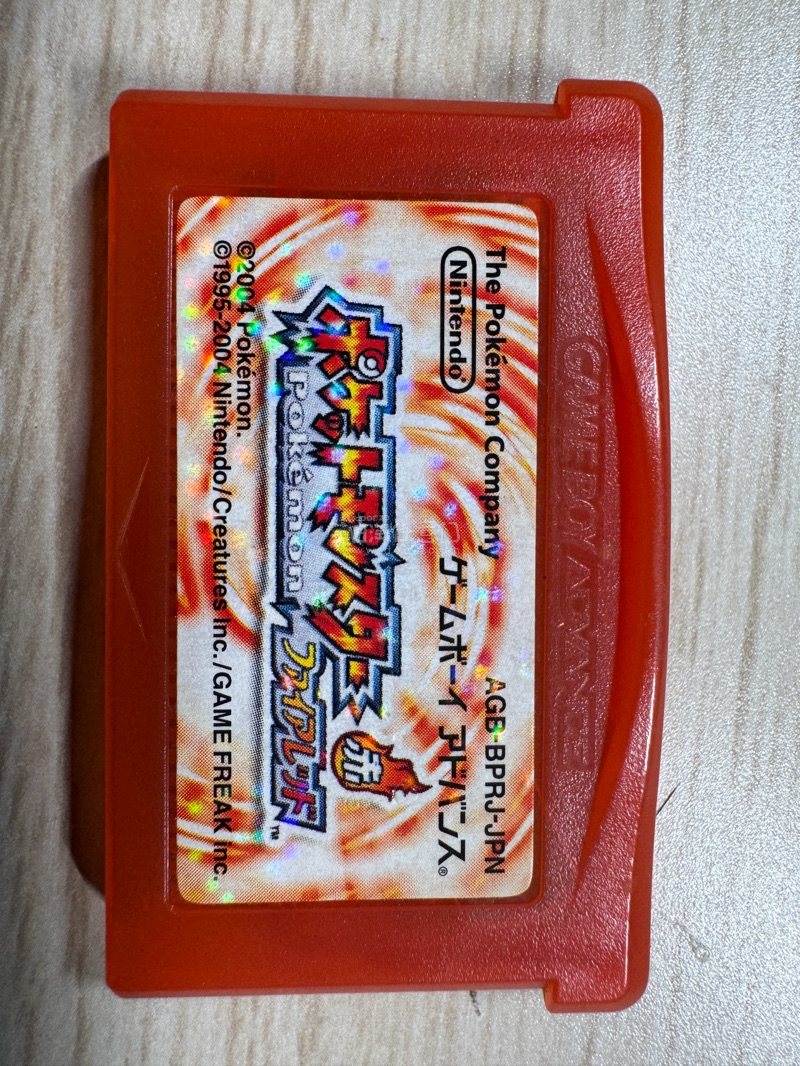 GAME BOY ADVANCE
The Pokémon Company
AGB-BPRJ-JPN
Nintendo®
ゲームボーイ アドバンス®
ポケットモンスター
Pokémon
ファイアレッド™
赤
©2004 Pokémon.
©1995-2004 Nintendo/Creatures Inc./GAME FREAK inc.